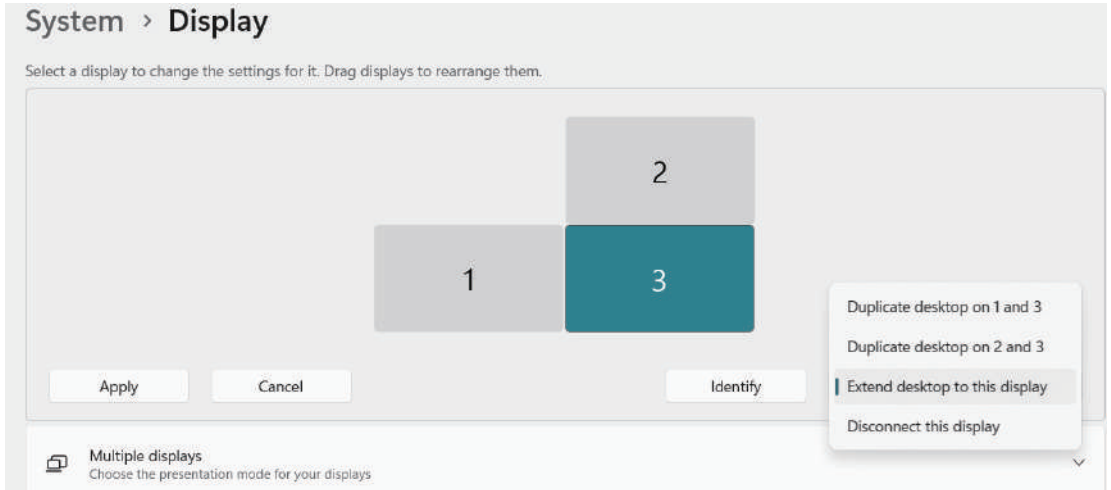 System > Display
Select a display to change the settings for it. Drag displays to rearrange them.
2
1
3
Duplicate desktop on 1 and 3
Duplicate desktop on 2 and 3
Apply
Cancel
Identify
Extend desktop to this display
Disconnect this display
Multiple displays
Choose the presentation mode for your displays